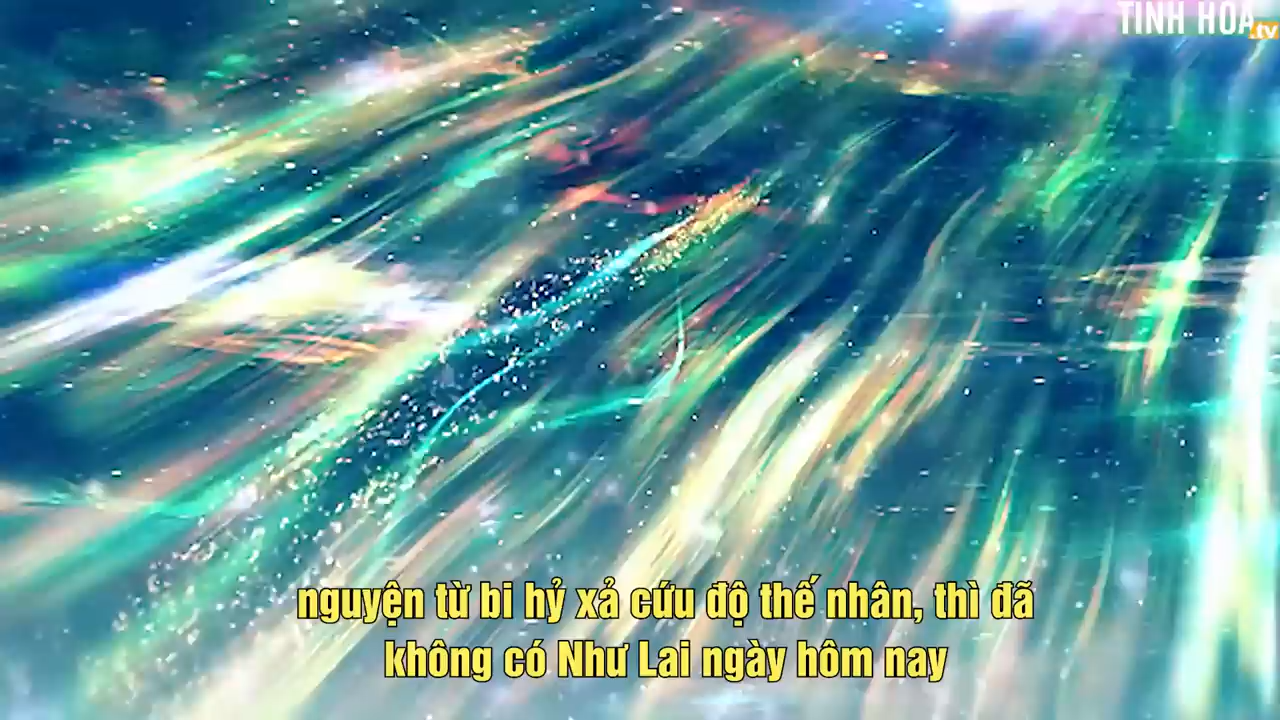 TINH HOA.tv
nguyện từ bi hỷ xả cứu độ thế nhân, thì đã
không có Như Lai ngày hôm nay